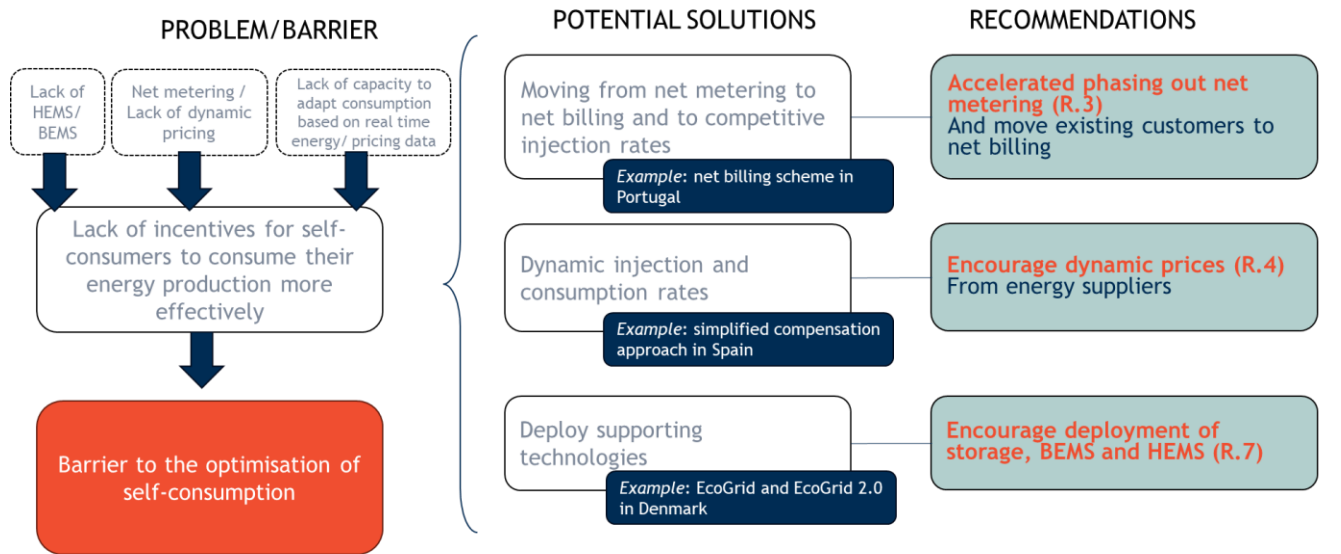 PROBLEM/BARRIER
Lack of
HEMS/
BEMS
Net metering /
Lack of dynamic
pricing
Lack of capacity to
adapt consumption
based on real time
energy/ pricing data
Lack of incentives for self-
consumers to consume their
energy production more
effectively
Barrier to the optimisation of
self-consumption
POTENTIAL SOLUTIONS
Moving from net metering to
net billing and to competitive
injection rates
Example: net billing scheme in
Portugal
Dynamic injection and
consumption rates
Example: simplified compensation
approach in Spain
Deploy supporting
technologies
Example: EcoGrid and EcoGrid 2.0
in Denmark
RECOMMENDATIONS
Accelerated phasing out net
metering (R.3)
And move existing customers to
net billing
Encourage dynamic prices (R.4)
From energy suppliers
Encourage deployment of
storage, BEMS and HEMS (R.7)